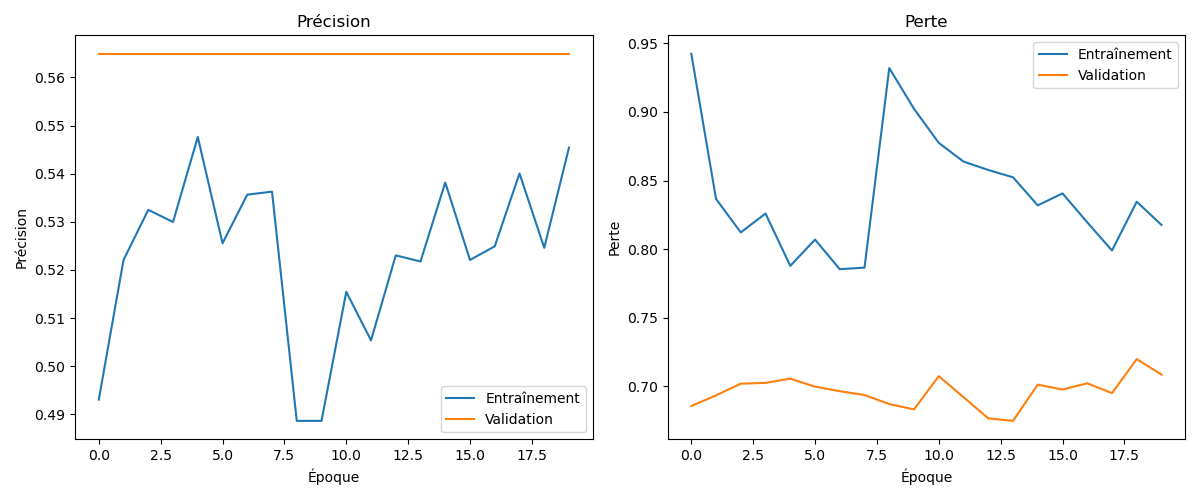 Précision
0.56
0.55
0.54
0.53
0.52
0.51
0.50
0.49
Précision
Entraînement
Validation
0.0 2.5 5.0 7.5 10.0 12.5 15.0 17.5
Époque
Perte
0.95
0.90
0.85
0.80
0.75
0.70
Perte
Entraînement
Validation
0.0 2.5 5.0 7.5 10.0 12.5 15.0 17.5
Époque